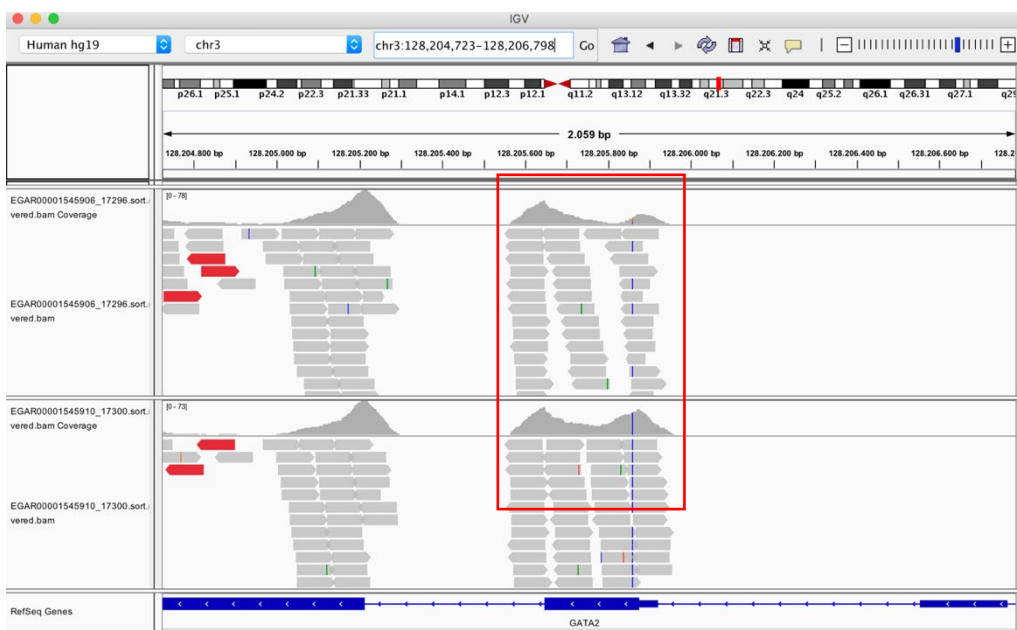 IGV
Human hg19 chr3 chr3:128,204,723-128,206,798 Go
p26.1 p25.1 p24.2 p22.3 p21.33 p21.1 p14.1 p12.3 p12.1 q11.2 q13.12 q13.32 q21.3 q22.3 q24 q25.2 q26.1 q26.31 q27.1 q29
2.059 bp
128.204.800 bp 128.205.000 bp 128.205.200 bp 128.205.400 bp 128.205.600 bp 128.205.800 bp 128.206.000 bp 128.206.200 bp 128.206.400 bp 128.206.600 bp 128.2
EGAR00001545906_17296.sort.
vered.bam Coverage
[0 - 78]
EGAR00001545906_17296.sort.
vered.bam
EGAR00001545910_17300.sort.
vered.bam Coverage
[0 - 73]
EGAR00001545910_17300.sort.
vered.bam
RefSeq Genes
GATA2